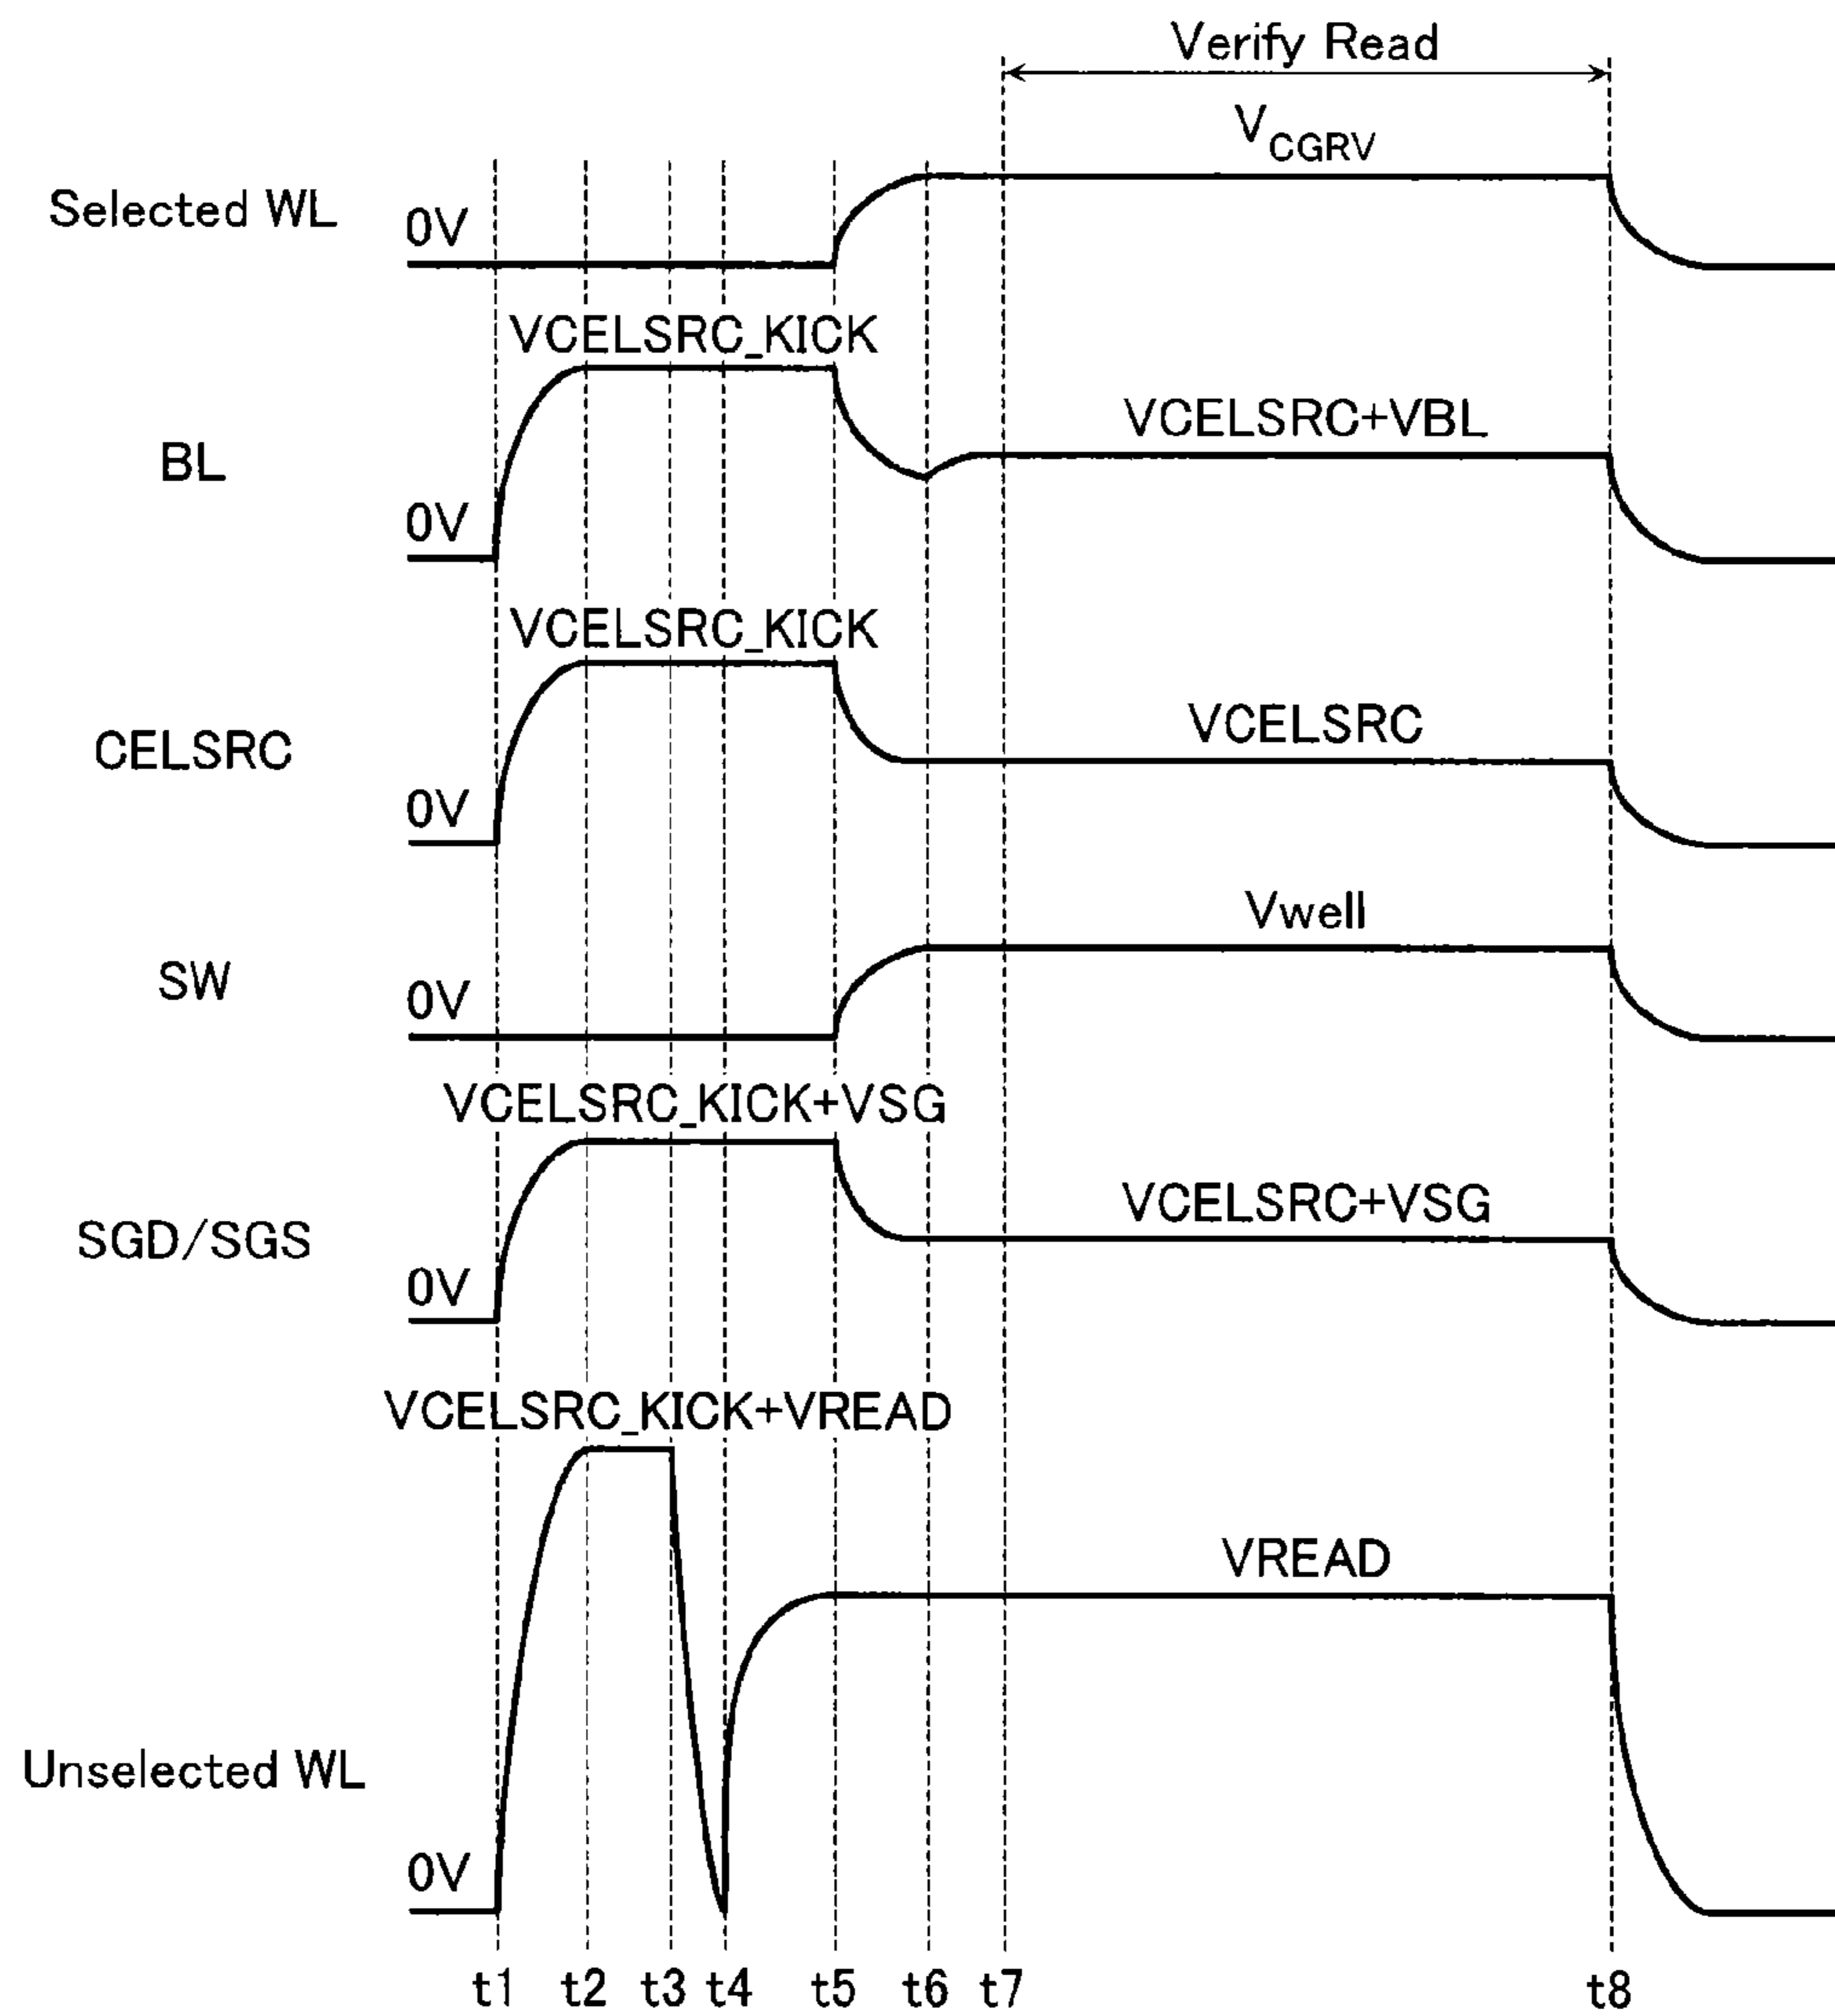 Verify Read
V CGRV
Selected WL
0V
VCELSRC_KICK
VCELSRC+VBL
BL
0V
VCELSRC_KICK
VCELSRC
CELSRC
0V
Vwell
SW
0V
VCELSRC_KICK+VSG
VCELSRC+VSG
SGD/SGS
0V
VCELSRC_KICK+VREAD
VREAD
Unselected WL
0V
t1 t2 t3 t4 t5 t6 t7 t8